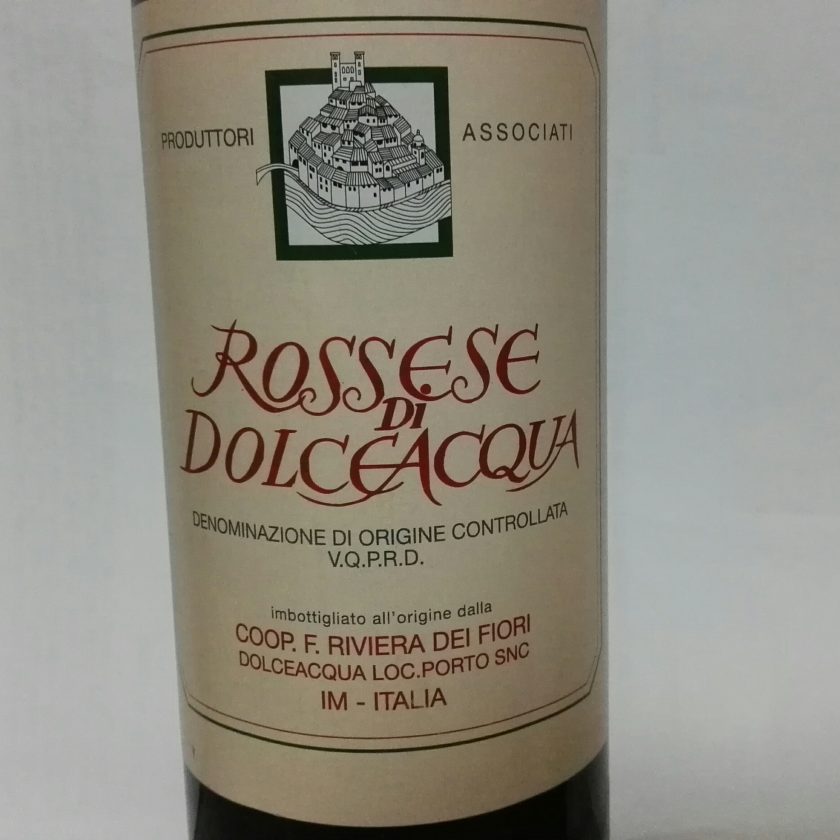 PRODUTTORI ASSOCIATI
ROSSESE
DI
DOLCEACQUA
DENOMINAZIONE DI ORIGINE CONTROLLATA
V.Q.P.R.D.
imbottigliato all'origine dalla
COOP. F. RIVIERA DEI FIORI
DOLCEACQUA LOC.PORTO SNC
IM - ITALIA